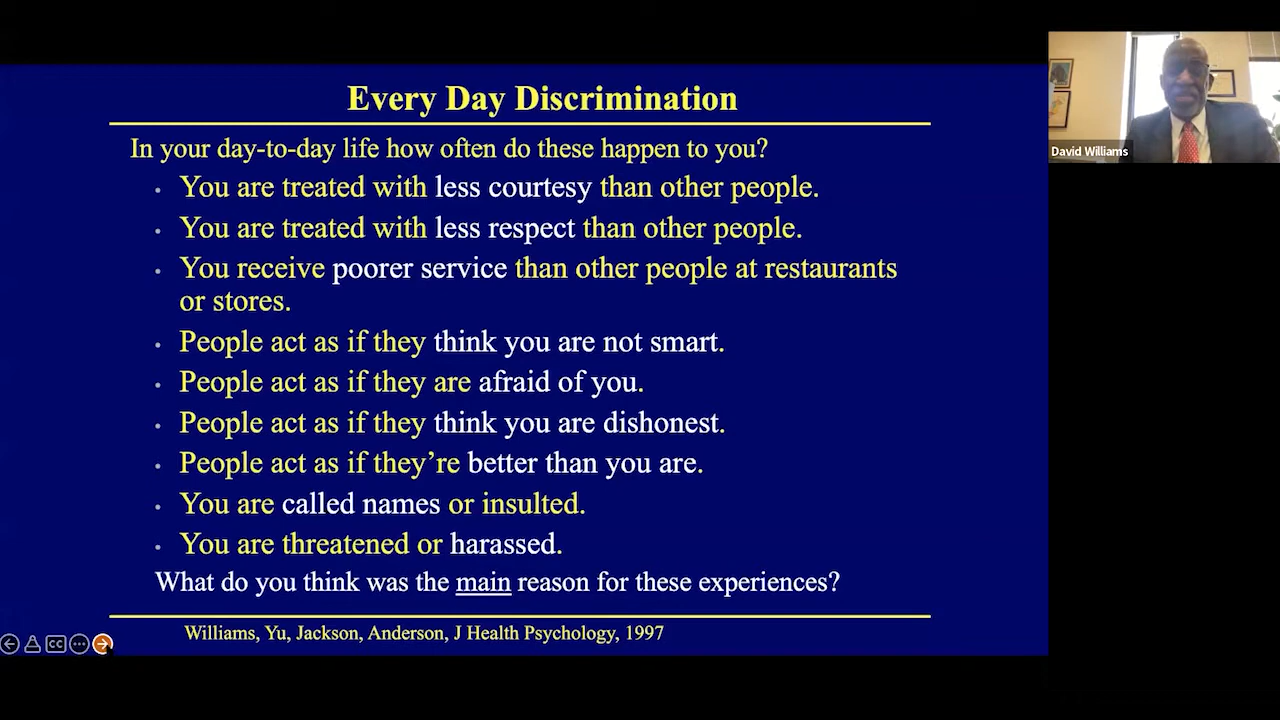 Every Day Discrimination
David Williams
In your day-to-day life how often do these happen to you?
· You are treated with less courtesy than other people.
· You are treated with less respect than other people.
· You receive poorer service than other people at restaurants
or stores.
· People act as if they think you are not smart.
· People act as if they are afraid of you.
· People act as if they think you are dishonest.
· People act as if they’re better than you are.
· You are called names or insulted.
· You are threatened or harassed.
What do you think was the main reason for these experiences?
Williams, Yu, Jackson, Anderson, J Health Psychology, 1997
CC